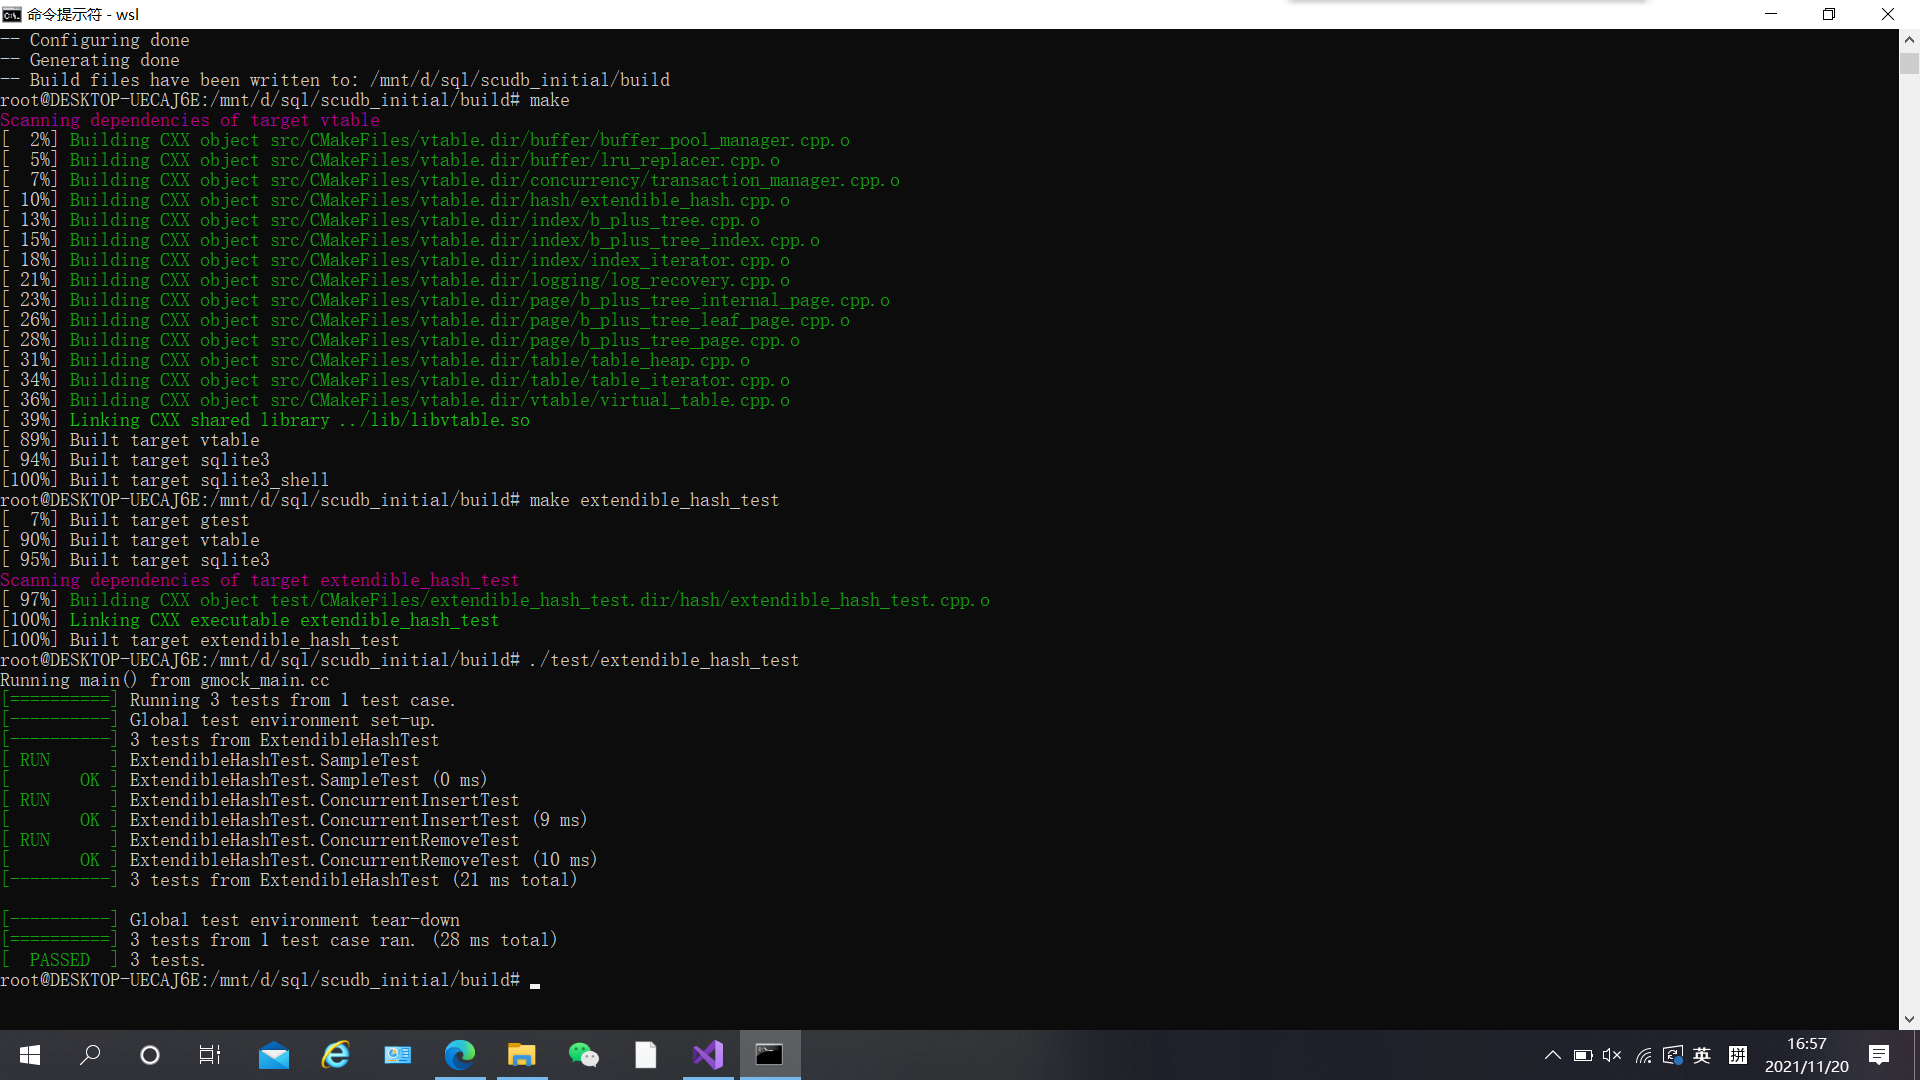 命令提示符 - wsl
-- Configuring done
-- Generating done
-- Build files have been written to: /mnt/d/sql/scudb_initial/build
root@DESKTOP-UECAJ6E:/mnt/d/sql/scudb_initial/build# make
Scanning dependencies of target vtable
[  2%] Building CXX object src/CMakeFiles/vtable.dir/buffer/buffer_pool_manager.cpp.o
[  5%] Building CXX object src/CMakeFiles/vtable.dir/buffer/lru_replacer.cpp.o
[  7%] Building CXX object src/CMakeFiles/vtable.dir/concurrency/transaction_manager.cpp.o
[ 10%] Building CXX object src/CMakeFiles/vtable.dir/hash/extendible_hash.cpp.o
[ 13%] Building CXX object src/CMakeFiles/vtable.dir/index/b_plus_tree.cpp.o
[ 15%] Building CXX object src/CMakeFiles/vtable.dir/index/b_plus_tree_index.cpp.o
[ 18%] Building CXX object src/CMakeFiles/vtable.dir/index/index_iterator.cpp.o
[ 21%] Building CXX object src/CMakeFiles/vtable.dir/logging/log_recovery.cpp.o
[ 23%] Building CXX object src/CMakeFiles/vtable.dir/page/b_plus_tree_internal_page.cpp.o
[ 26%] Building CXX object src/CMakeFiles/vtable.dir/page/b_plus_tree_leaf_page.cpp.o
[ 28%] Building CXX object src/CMakeFiles/vtable.dir/page/b_plus_tree_page.cpp.o
[ 31%] Building CXX object src/CMakeFiles/vtable.dir/table/table_heap.cpp.o
[ 34%] Building CXX object src/CMakeFiles/vtable.dir/table/table_iterator.cpp.o
[ 36%] Building CXX object src/CMakeFiles/vtable.dir/vtable/virtual_table.cpp.o
[ 39%] Linking CXX shared library ../lib/libvtable.so
[ 89%] Built target vtable
[ 94%] Built target sqlite3
[100%] Built target sqlite3_shell
root@DESKTOP-UECAJ6E:/mnt/d/sql/scudb_initial/build# make extendible_hash_test
[  7%] Built target gtest
[ 90%] Built target vtable
[ 95%] Built target sqlite3
Scanning dependencies of target extendible_hash_test
[ 97%] Building CXX object test/CMakeFiles/extendible_hash_test.dir/hash/extendible_hash_test.cpp.o
[100%] Linking CXX executable extendible_hash_test
[100%] Built target extendible_hash_test
root@DESKTOP-UECAJ6E:/mnt/d/sql/scudb_initial/build# ./test/extendible_hash_test
Running main() from gmock_main.cc
[==========] Running 3 tests from 1 test case.
[----------] Global test environment set-up.
[----------] 3 tests from ExtendibleHashTest
[ RUN      ] ExtendibleHashTest.SampleTest
[       OK ] ExtendibleHashTest.SampleTest (0 ms)
[ RUN      ] ExtendibleHashTest.ConcurrentInsertTest
[       OK ] ExtendibleHashTest.ConcurrentInsertTest (9 ms)
[ RUN      ] ExtendibleHashTest.ConcurrentRemoveTest
[       OK ] ExtendibleHashTest.ConcurrentRemoveTest (10 ms)
[----------] 3 tests from ExtendibleHashTest (21 ms total)
[----------] Global test environment tear-down
[==========] 3 tests from 1 test case ran. (28 ms total)
[  PASSED  ] 3 tests.
root@DESKTOP-UECAJ6E:/mnt/d/sql/scudb_initial/build#
英 拼
16:57
2021/11/20